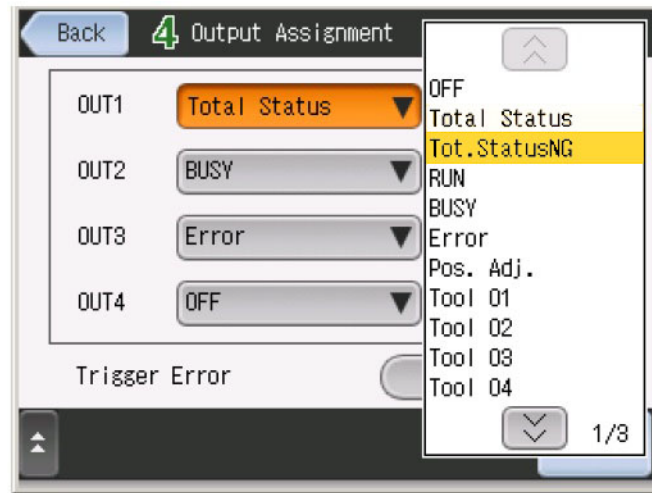 Back
4 Output Assignment
OUT1 Total Status
OUT2 BUSY
OUT3 Error
OUT4 OFF
Trigger Error
OFF
Total Status
Tot.StatusNG
RUN
BUSY
Error
Pos. Adj.
Tool 01
Tool 02
Tool 03
Tool 04
1/3